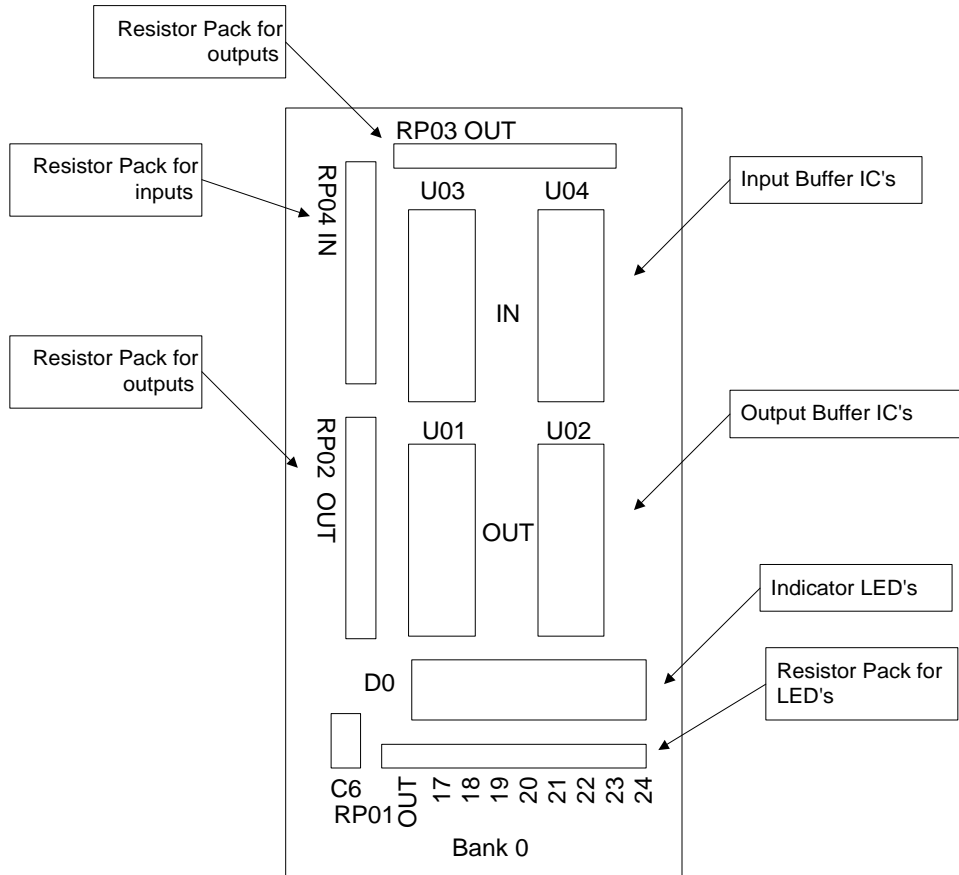 Resistor Pack for
outputs
RP03 OUT
Resistor Pack for
inputs
RP04 IN
U03
U04
Input Buffer IC's
IN
Resistor Pack for
outputs
RP02 OUT
U01
U02
Output Buffer IC's
OUT
Indicator LED's
D0
Resistor Pack for
LED's
C6
RP01
OUT
17
18
19
20
21
22
23
24
Bank 0